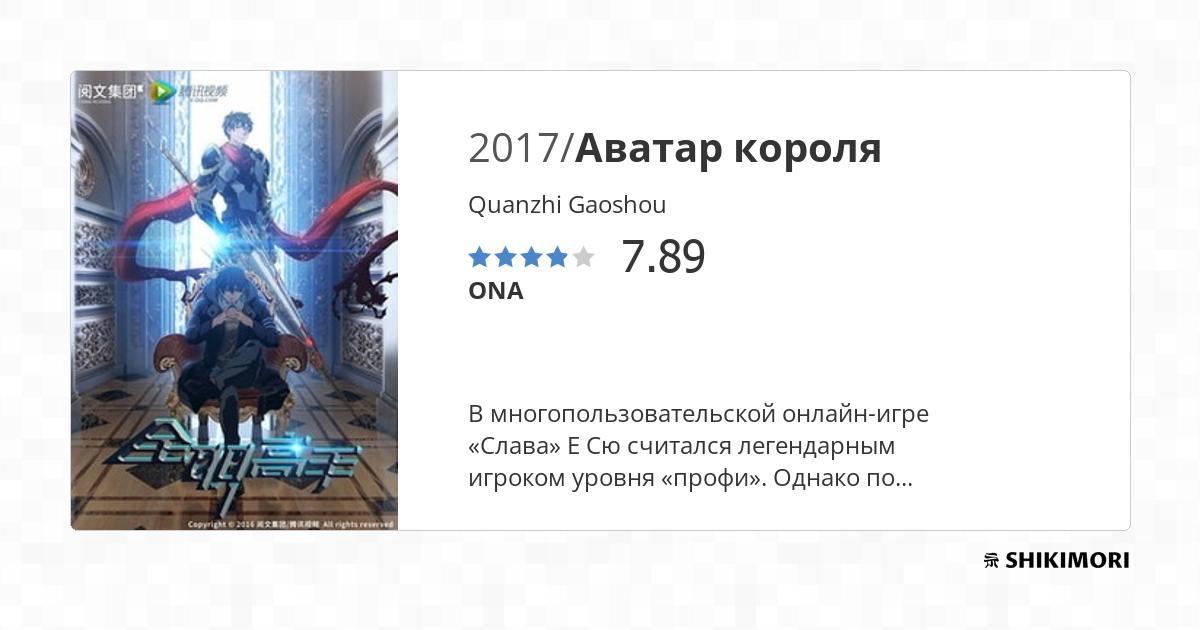 阅文集团
腾讯视频
V.QQ.COM
全职高手
Copyright © 2016 阅文集团/腾讯视频 All rights reserved
2017/Аватар короля
Quanzhi Gaoshou
7.89
ONA
В многопользовательской онлайн-игре
«Слава» Е Сю считался легендарным
игроком уровня «профи». Однако по...
SHIKIMORI